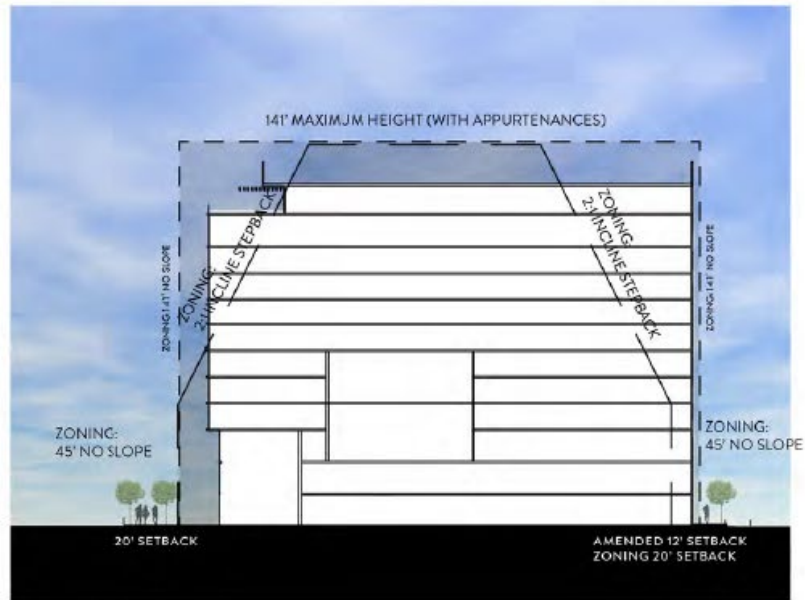 141' MAXIMUM HEIGHT (WITH APPURTENANCES)
ZONING:
2:1 INCLINE STEPBACK
ZONING:
2:1 INCLINE STEPBACK
ZONING 141' NO SLOPE
ZONING 141' NO SLOPE
ZONING:
45' NO SLOPE
ZONING:
45' NO SLOPE
20' SETBACK
AMENDED 12' SETBACK
ZONING 20' SETBACK